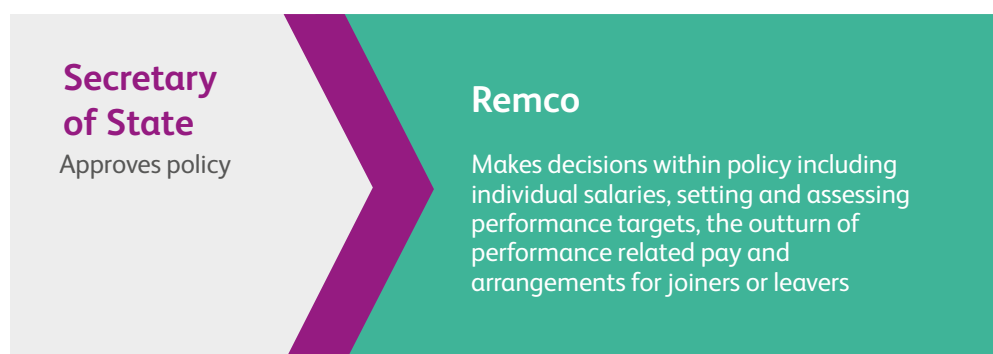 Secretary
of State
Approves policy
Remco
Makes decisions within policy including
individual salaries, setting and assessing
performance targets, the outturn of
performance related pay and
arrangements for joiners or leavers